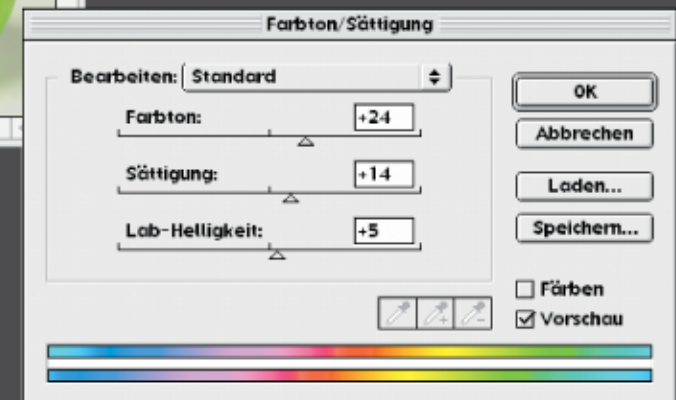 Farbton/Sättigung
Bearbeiten: Standard
Farbton: +24
Sättigung: +14
Lab-Helligkeit: +5
OK
Abbrechen
Laden...
Speichern...
Färben
Vorschau